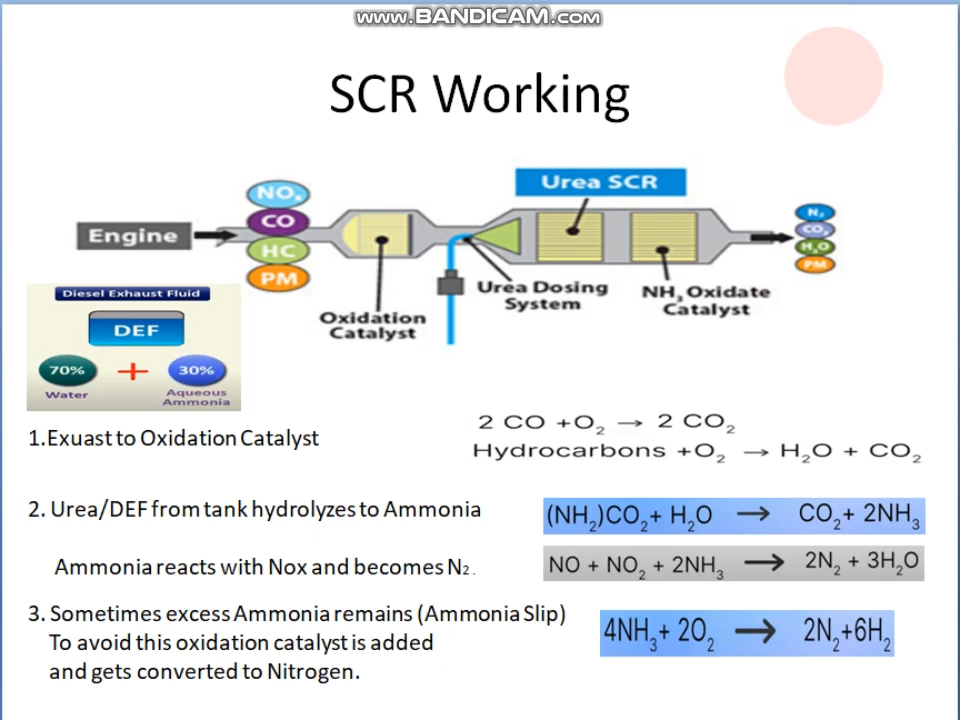 www.BANDICAM.com
SCR Working
Urea SCR
NOx
CO
HC
PM
Engine
N₂
CO₂
H₂O
PM
Urea Dosing
System
NH₃ Oxidate
Catalyst
Oxidation
Catalyst
Diesel Exhaust Fluid
DEF
70% + 30%
Water
Aqueous
Ammonia
1.Exuast to Oxidation Catalyst
2 CO +O₂ → 2 CO₂
Hydrocarbons +O₂ → H₂O + CO₂
2. Urea/DEF from tank hydrolyzes to Ammonia
(NH₂)CO₂+ H₂O → CO₂+ 2NH₃
Ammonia reacts with Nox and becomes N₂ .
NO + NO₂ + 2NH₃ → 2N₂ + 3H₂O
3. Sometimes excess Ammonia remains (Ammonia Slip)
To avoid this oxidation catalyst is added
and gets converted to Nitrogen.
4NH₃+ 2O₂ → 2N₂+6H₂